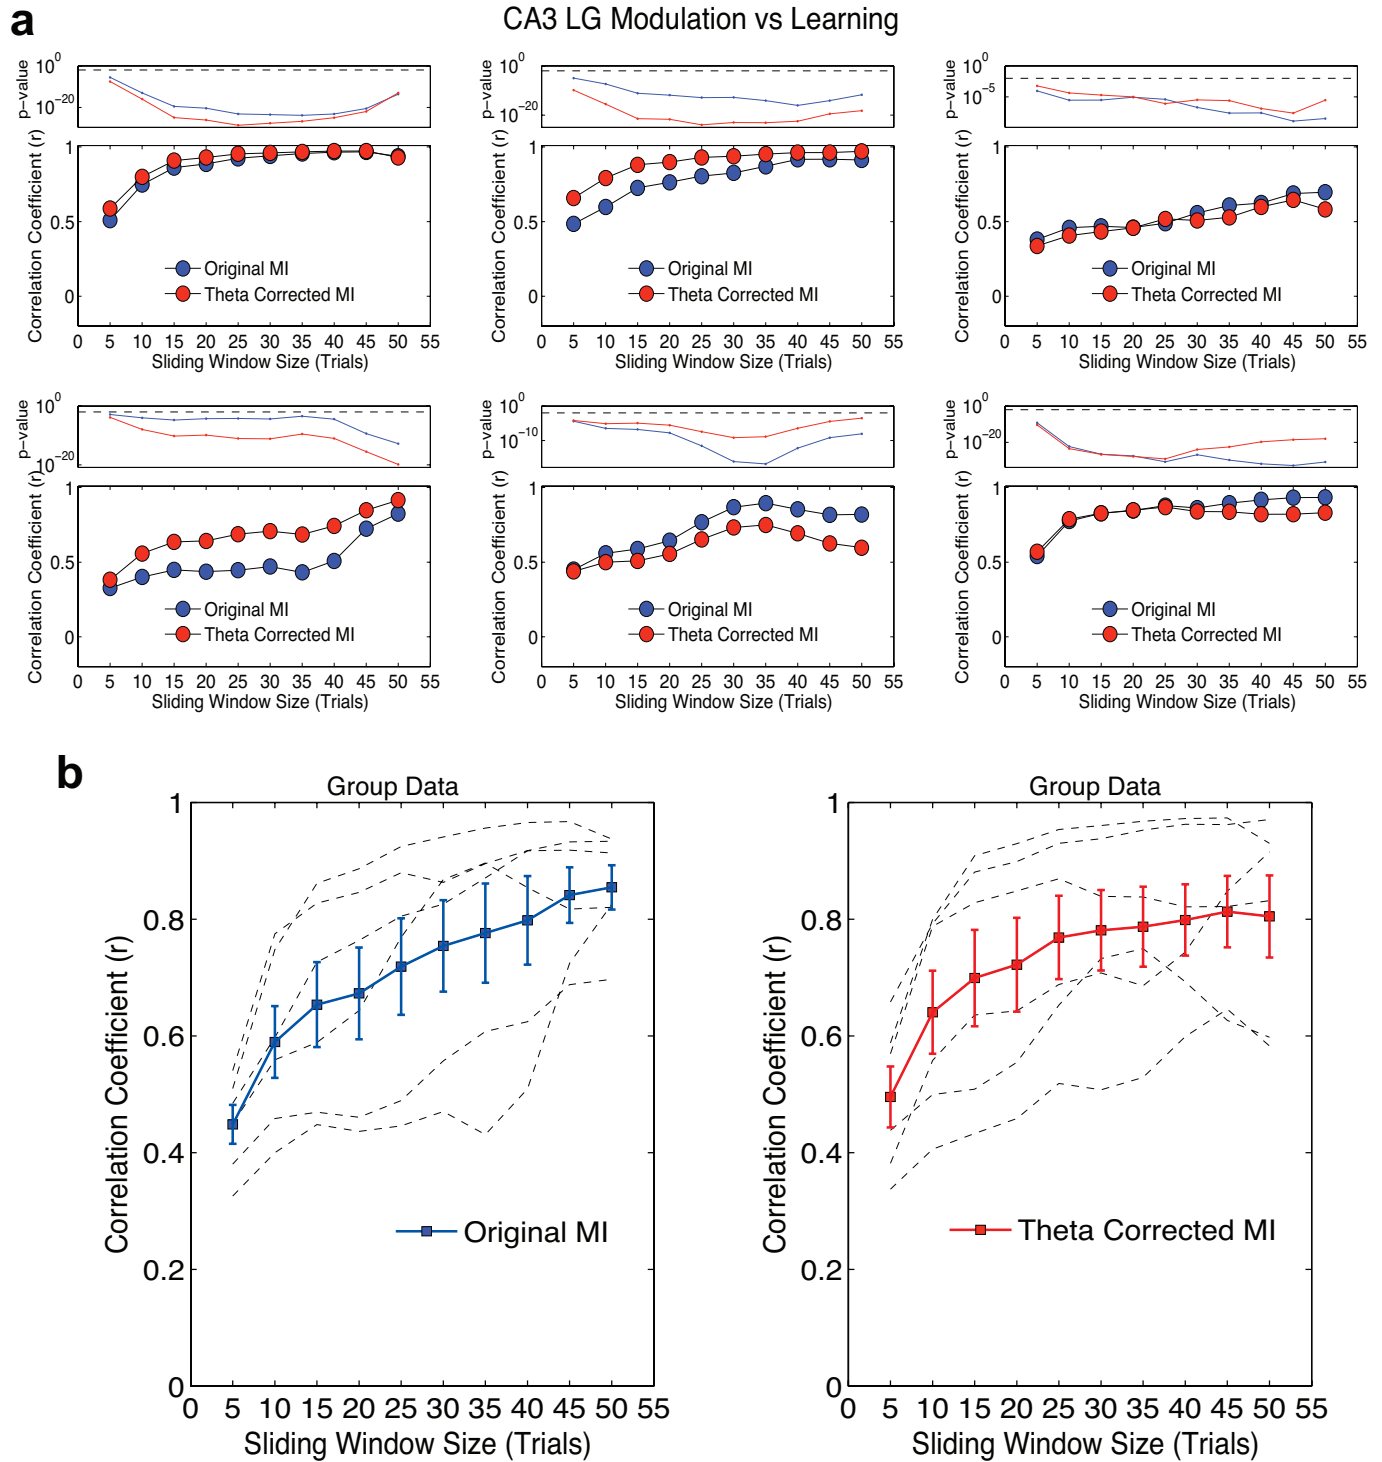 a
CA3 LG Modulation vs Learning
p-value
10^0
10^-20
Correlation Coefficient (r)
1
0.5
0
Original MI
Theta Corrected MI
0 5 10 15 20 25 30 35 40 45 50 55
Sliding Window Size (Trials)
p-value
10^0
10^-20
Correlation Coefficient (r)
1
0.5
0
Original MI
Theta Corrected MI
0 5 10 15 20 25 30 35 40 45 50 55
Sliding Window Size (Trials)
p-value
10^0
10^-5
Correlation Coefficient (r)
1
0.5
0
Original MI
Theta Corrected MI
0 5 10 15 20 25 30 35 40 45 50 55
Sliding Window Size (Trials)
p-value
10^0
10^-20
Correlation Coefficient (r)
1
0.5
0
Original MI
Theta Corrected MI
0 5 10 15 20 25 30 35 40 45 50 55
Sliding Window Size (Trials)
p-value
10^0
10^-10
Correlation Coefficient (r)
1
0.5
0
Original MI
Theta Corrected MI
0 5 10 15 20 25 30 35 40 45 50 55
Sliding Window Size (Trials)
p-value
10^0
10^-20
Correlation Coefficient (r)
1
0.5
0
Original MI
Theta Corrected MI
0 5 10 15 20 25 30 35 40 45 50 55
Sliding Window Size (Trials)
b
Group Data
Correlation Coefficient (r)
1
0.8
0.6
0.4
0.2
0
Original MI
0 5 10 15 20 25 30 35 40 45 50 55
Sliding Window Size (Trials)
Group Data
Correlation Coefficient (r)
1
0.8
0.6
0.4
0.2
0
Theta Corrected MI
0 5 10 15 20 25 30 35 40 45 50 55
Sliding Window Size (Trials)